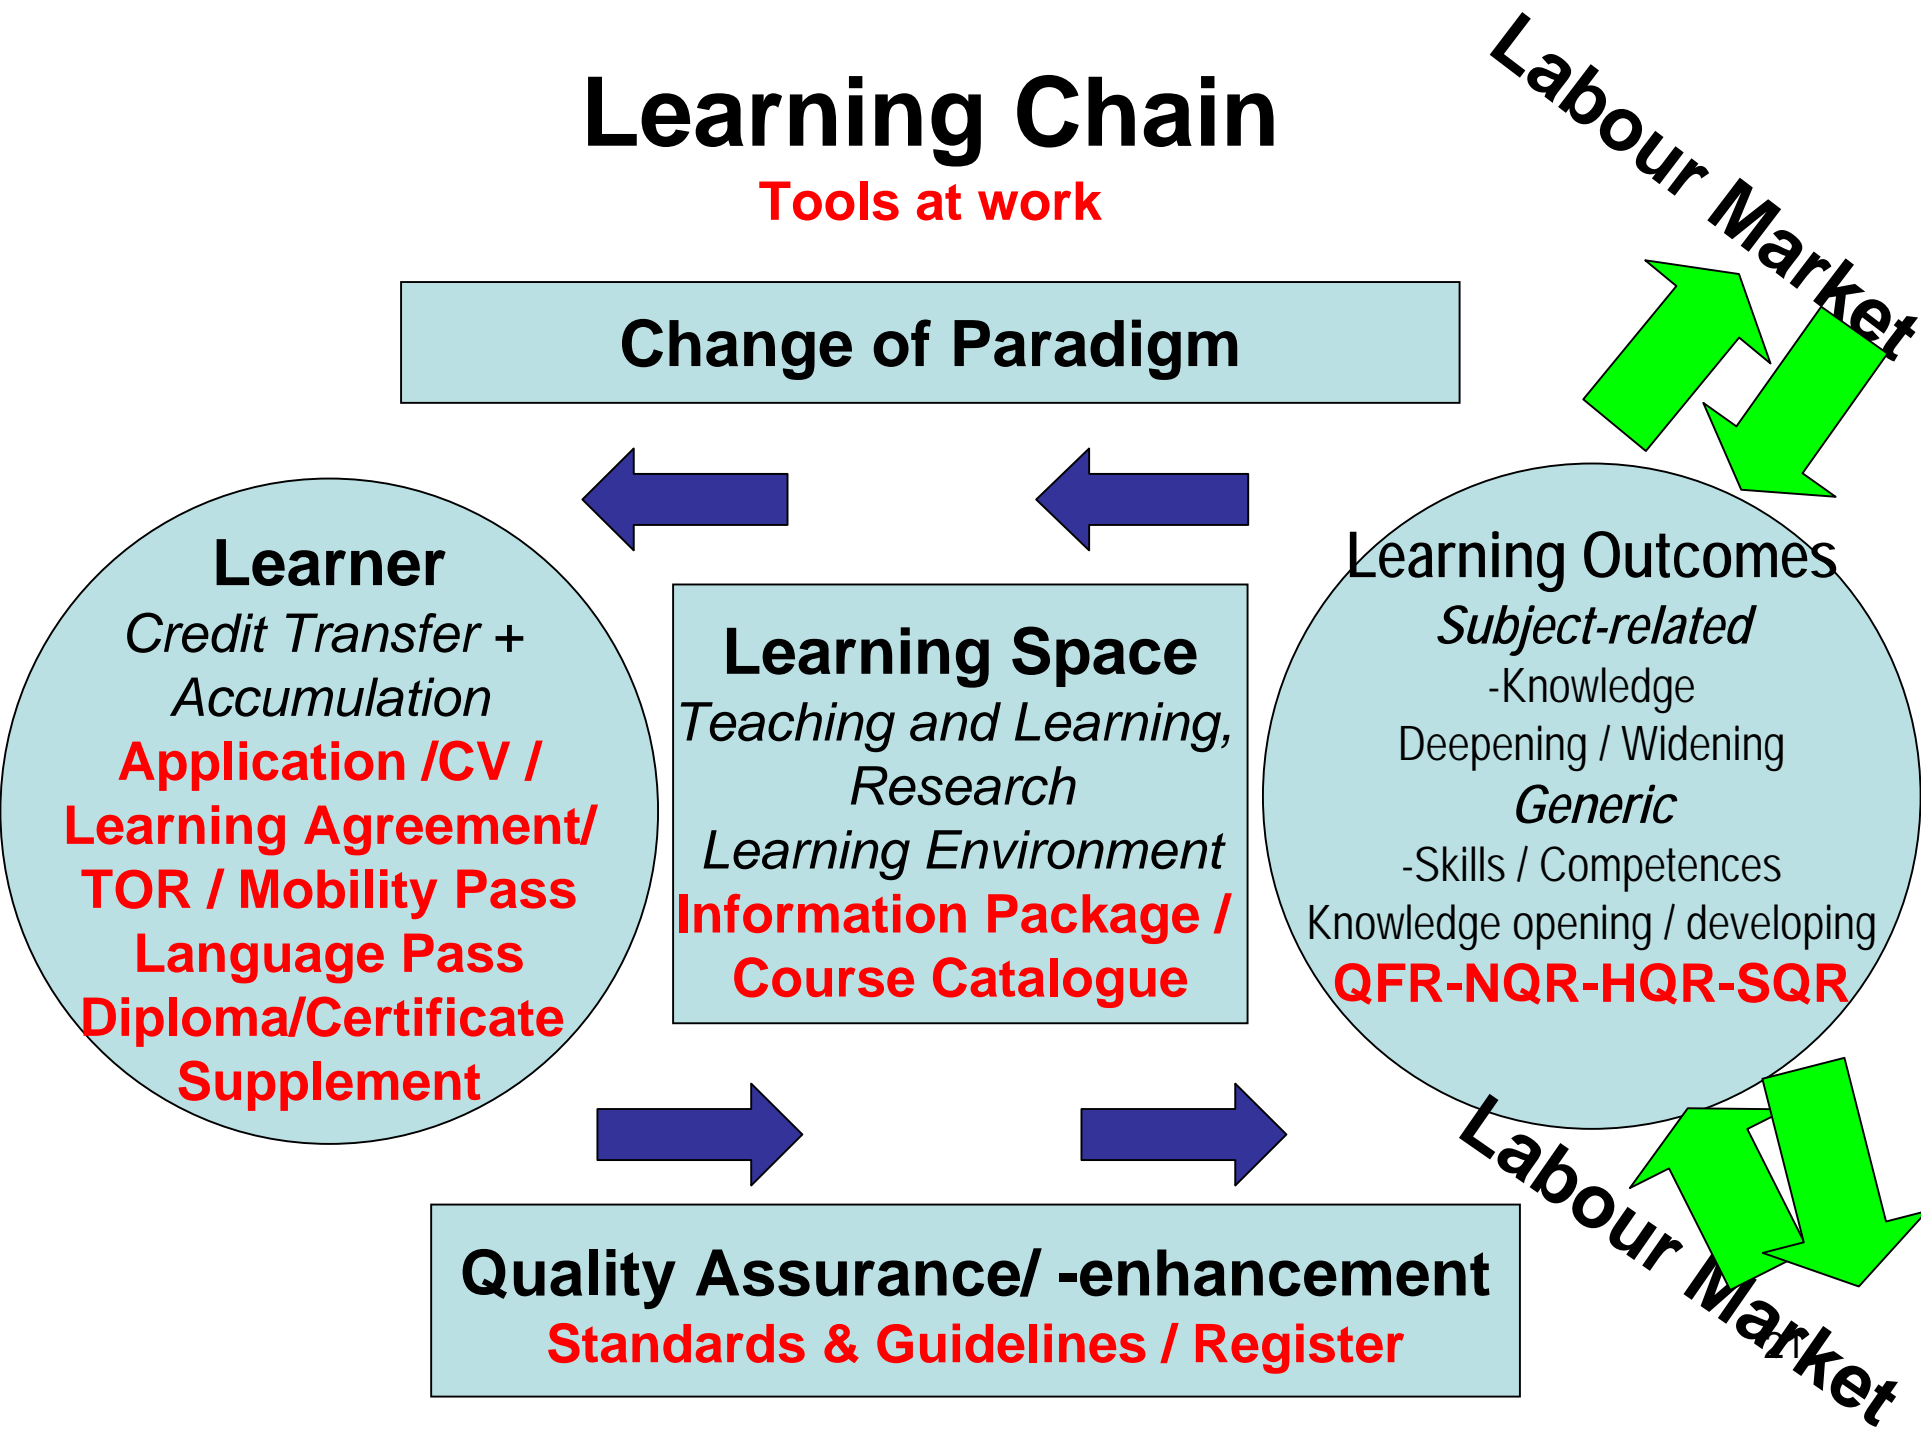 Learning Chain
Tools at work
Labour Market
Change of Paradigm
Learner
Credit Transfer +
Accumulation
Application /CV /
Learning Agreement/
TOR / Mobility Pass
Language Pass
Diploma/Certificate
Supplement
Learning Space
Teaching and Learning,
Research
Learning Environment
Information Package /
Course Catalogue
Learning Outcomes
Subject-related
-Knowledge
Deepening / Widening
Generic
-Skills / Competences
Knowledge opening / developing
QFR-NQR-HQR-SQR
Labour Market
Quality Assurance/ -enhancement
Standards & Guidelines / Register
21